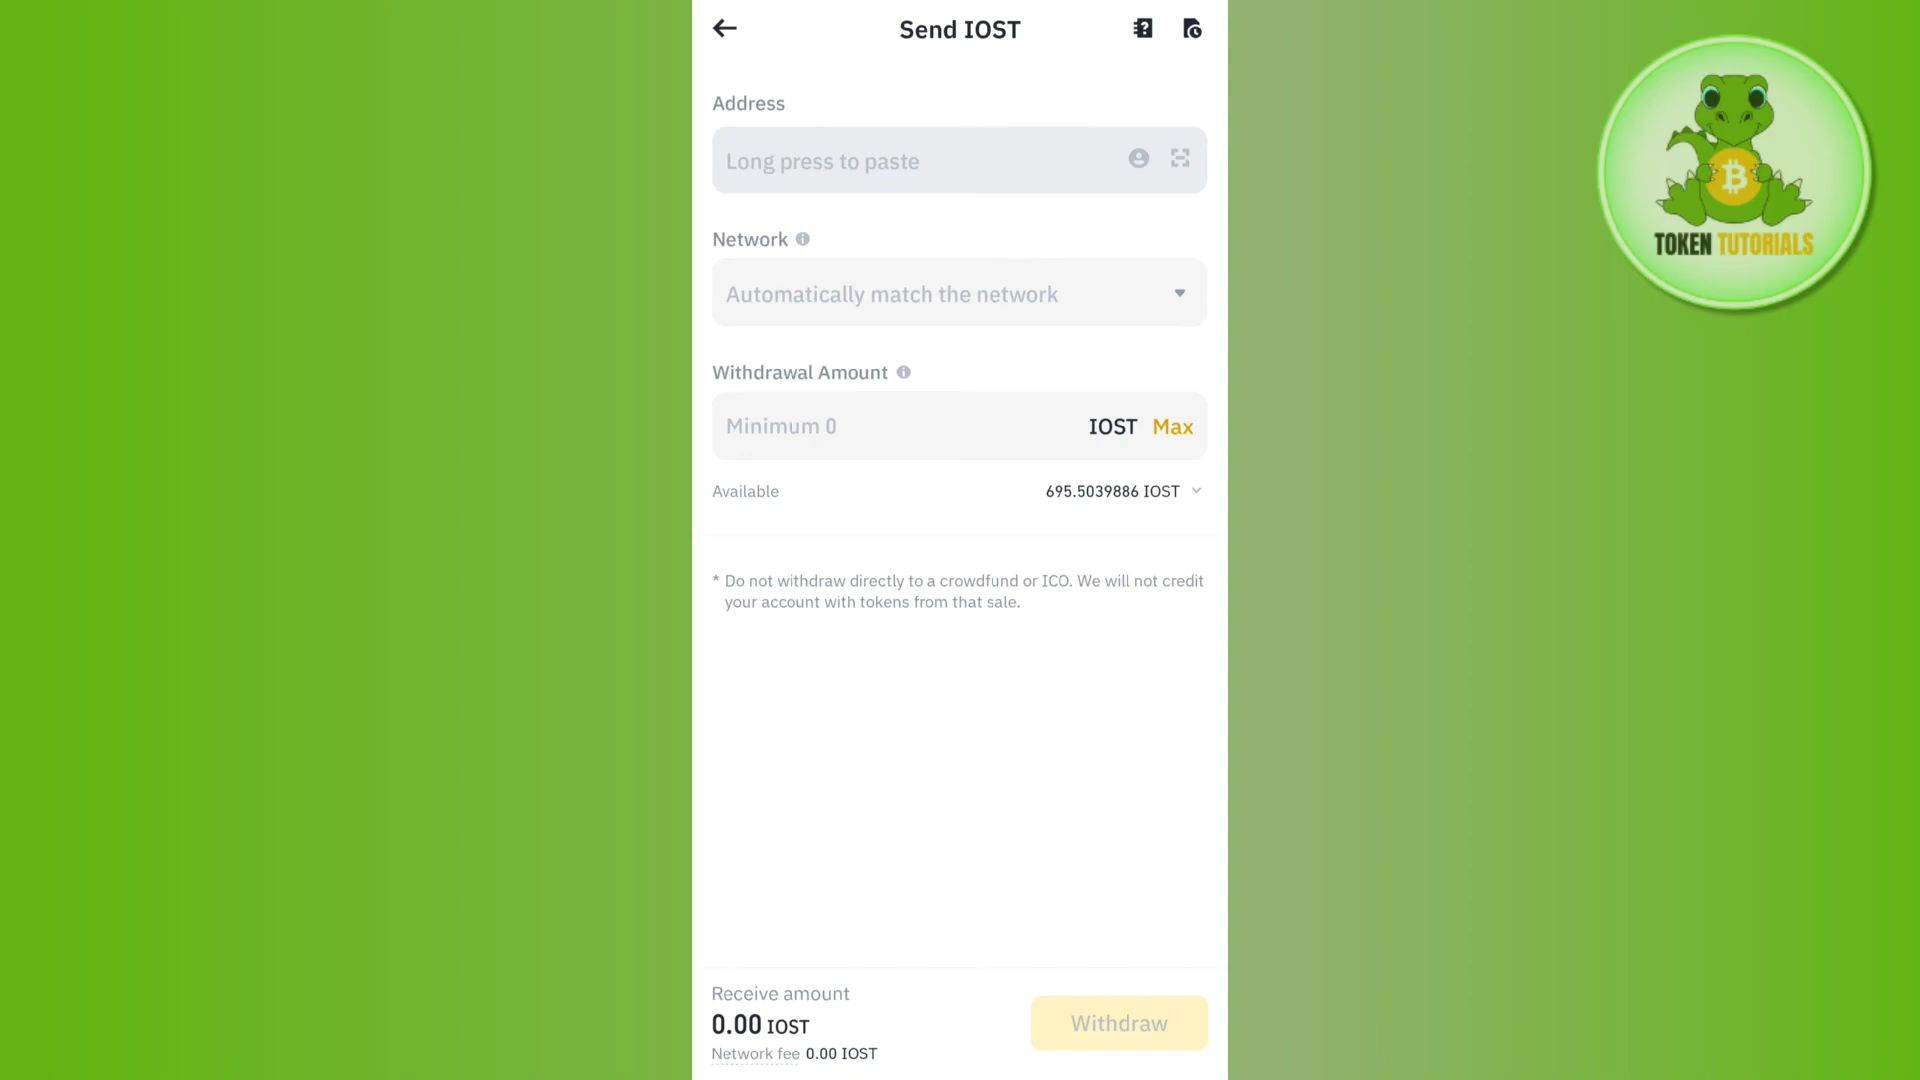 Send IOST
Address
Long press to paste
Network
Automatically match the network
Withdrawal Amount
Minimum 0
IOST Max
Available
695.5039886 IOST
* Do not withdraw directly to a crowdfund or ICO. We will not credit
your account with tokens from that sale.
Receive amount
0.00 IOST
Network fee 0.00 IOST
Withdraw
TOKEN TUTORIALS